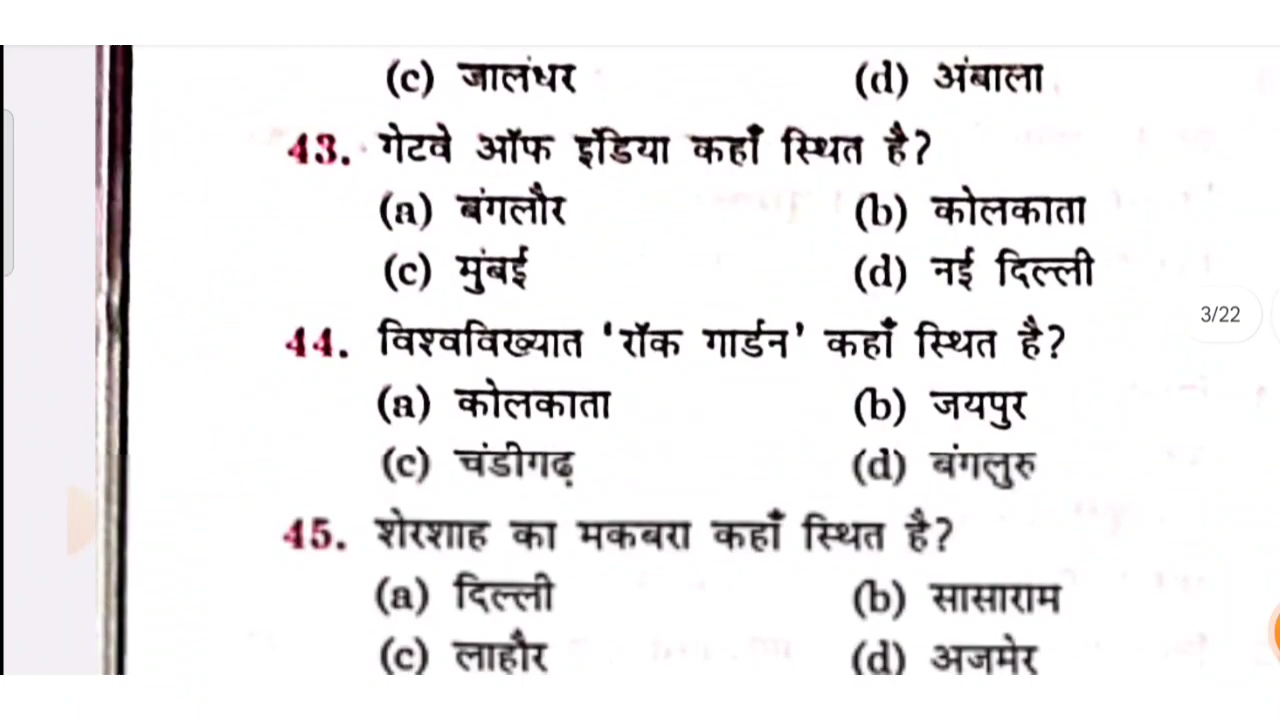 (c) जालंधर (d) अंबाला
43. गेटवे ऑफ इंडिया कहाँ स्थित है?
(a) बंगलौर (b) कोलकाता
(c) मुंबई (d) नई दिल्ली
3/22
44. विश्वविख्यात 'रॉक गार्डन' कहाँ स्थित है?
(a) कोलकाता (b) जयपुर
(c) चंडीगढ़ (d) बंगलुरु
45. शेरशाह का मकबरा कहाँ स्थित है?
(a) दिल्ली (b) सासाराम
(c) लाहौर (d) अजमेर